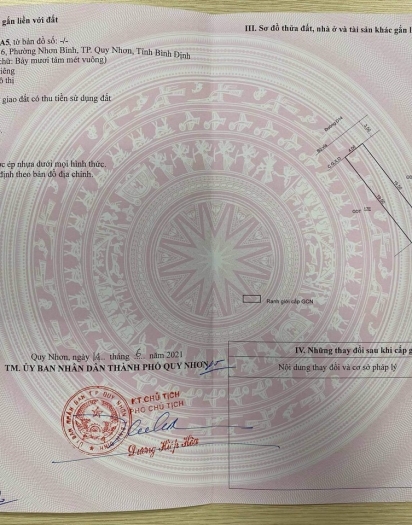 gắn liền với đất
A5, tờ bản đồ số: -/-
6, Phường Nhơn Bình, TP. Quy Nhơn, Tỉnh Bình Định
chữ: Bảy mươi tám mét vuông)
riêng
ô thị
giao đất có thu tiền sử dụng đất
ợc ép nhựa dưới mọi hình thức.
định theo bản đồ địa chính.
III. Sơ đồ thửa đất, nhà ở và tài sản khác gắn l
Ranh giới cấp GCN
Quy Nhơn, ngày tháng năm 2021
TM. ỦY BAN NHÂN DÂN THÀNH PHỐ QUY NHƠN
KT.CHỦ TỊCH
PHÓ CHỦ TỊCH
Dương Hiệp Hòa
IV. Những thay đổi sau khi cấp g
Nội dung thay đổi và cơ sở pháp lý